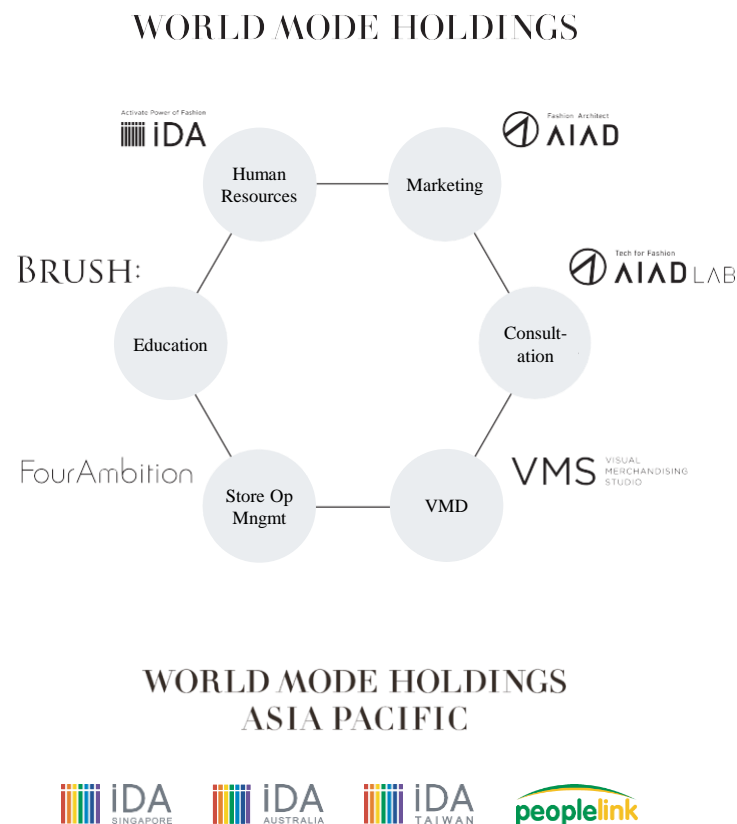 WORLD MODE HOLDINGS
Activate Power of Fashion
iDA
Fashion Architect
AIAD
Human
Resources
Marketing
BRUSH:
Tech for Fashion
AIAD LAB
Education
Consult-
ation
FourAmbition
VMS
VISUAL
MERCHANDISING
STUDIO
Store Op
Mngmt
VMD
WORLD MODE HOLDINGS
ASIA PACIFIC
iDA
SINGAPORE
iDA
AUSTRALIA
iDA
TAIWAN
peoplelink